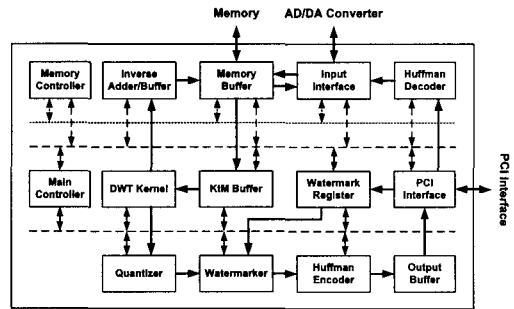 Memory AD/DA Converter
Memory Controller
Inverse Adder/Buffer
Memory Buffer
Input Interface
Huffman Decoder
Main Controller
DWT Kernel
KtM Buffer
Watermark Register
PCI Interface
PCI Interface
Quantizer
Watermarker
Huffman Encoder
Output Buffer